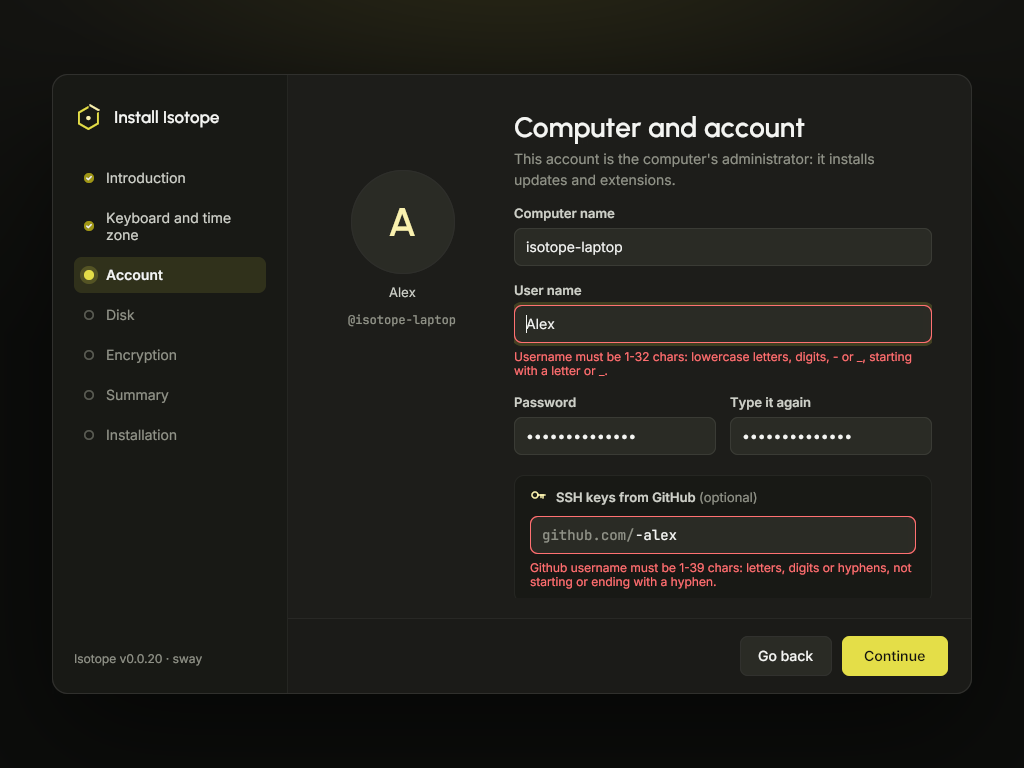 Install Isotope
Introduction
Keyboard and time
zone
Account
Disk
Encryption
Summary
Installation
Isotope v0.0.20 · sway
A
Alex
@isotope-laptop
Computer and account
This account is the computer's administrator: it installs
updates and extensions.
Computer name
isotope-laptop
User name
Alex
Username must be 1-32 chars: lowercase letters, digits, - or _, starting
with a letter or _.
Password
Type it again
••••••••••••••
••••••••••••••
SSH keys from GitHub (optional)
github.com/-alex
Github username must be 1-39 chars: letters, digits or hyphens, not
starting or ending with a hyphen.
Go back
Continue